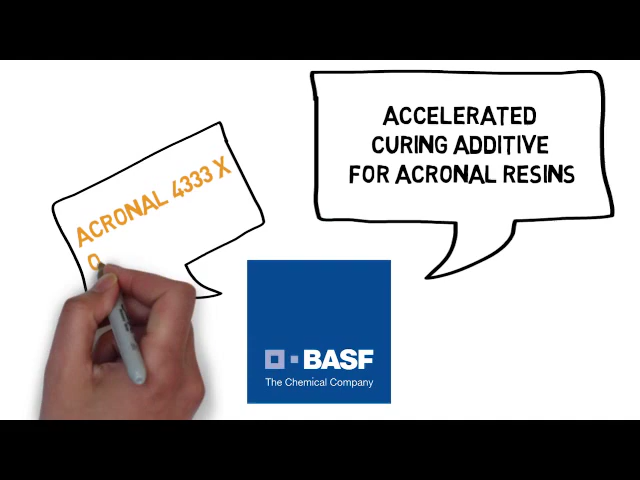 ACRONAL 4333 X
ACCELERATED
CURING ADDITIVE
FOR ACRONAL RESINS
BASF
The Chemical Company